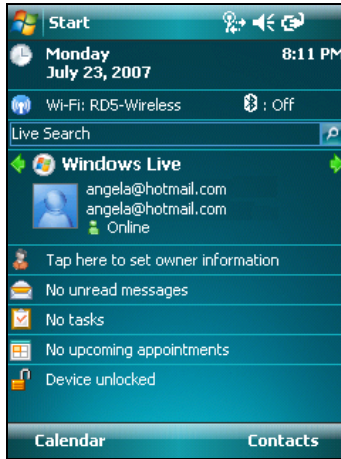 Start
Monday 8:11 PM
July 23, 2007
Wi-Fi: RD5-Wireless : Off
Live Search
Windows Live
angela@hotmail.com
angela@hotmail.com
Online
Tap here to set owner information
No unread messages
No tasks
No upcoming appointments
Device unlocked
Calendar Contacts